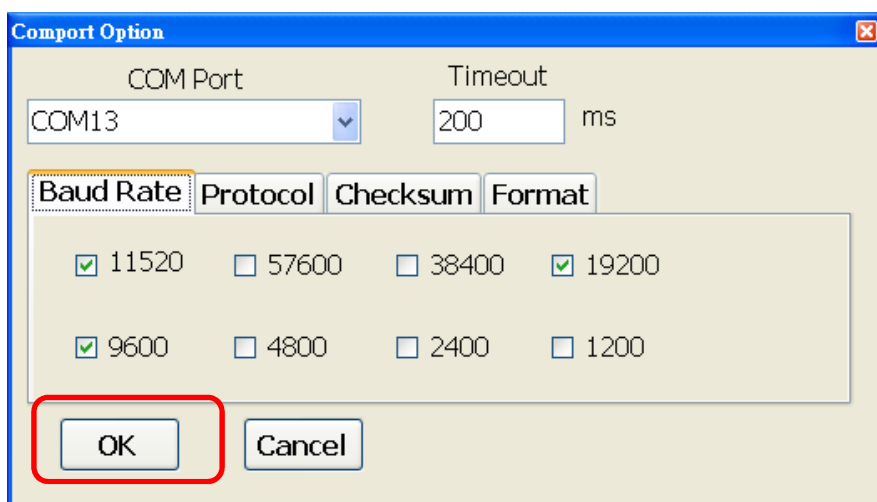 Comport Option
COM Port Timeout
COM13 200 ms
Baud Rate Protocol Checksum Format
11520 57600 38400 19200
9600 4800 2400 1200
OK Cancel